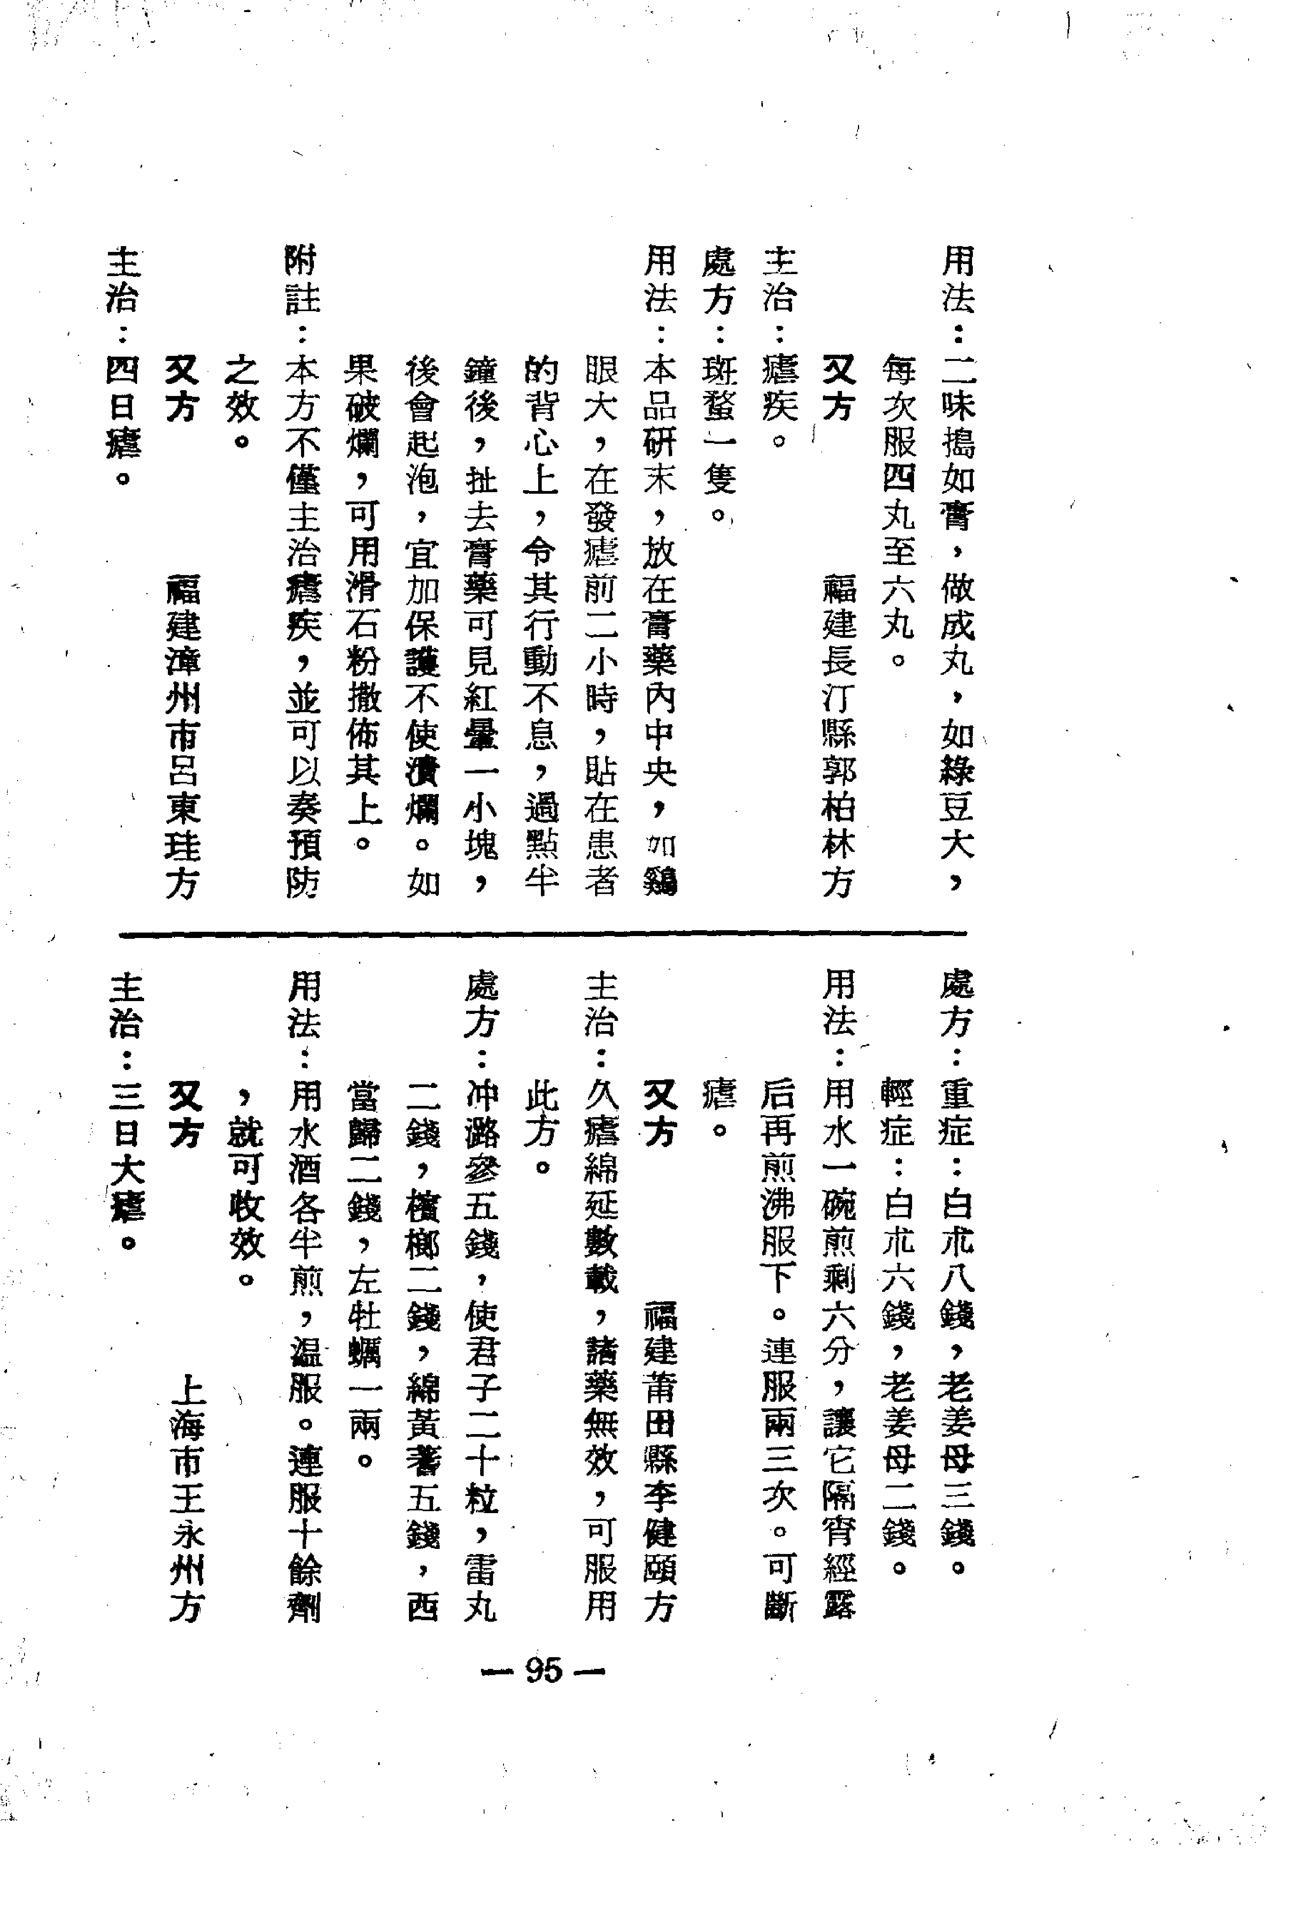 用法：二味搗如膏，做成丸，如綠豆大，
每次服四丸至六丸。
又方　福建長汀縣郭柏林方
主治：瘧疾。
處方：斑蝥一隻。
用法：本品研末，放在膏藥內中央，如鷄
眼大，在發瘧前二小時，貼在患者
的背心上，令其行動不息，過點半
鐘後，扯去膏藥可見紅暈一小塊，
後會起泡，宜加保護不使潰爛。如
果破爛，可用滑石粉撒佈其上。
附註：本方不僅主治瘧疾，並可以奏預防
之效。
又方　福建漳州市呂東珪方
主治：四日瘧。
處方：重症：白朮八錢，老姜母三錢。
輕症：白朮六錢，老姜母二錢。
用法：用水一碗煎剩六分，讓它隔宵經露
后再煎沸服下。連服兩三次。可斷
瘧。
又方　福建莆田縣李健頤方
主治：久瘧綿延數載，諸藥無效，可服用
此方。
處方：冲潞參五錢，使君子二十粒，雷丸
二錢，檳榔二錢，綿黃蓍五錢，西
當歸二錢，左牡蠣一兩。
用法：用水酒各半煎，温服。連服十餘劑
，就可收效。
又方　上海市王永州方
主治：三日大瘧。
— 95 —